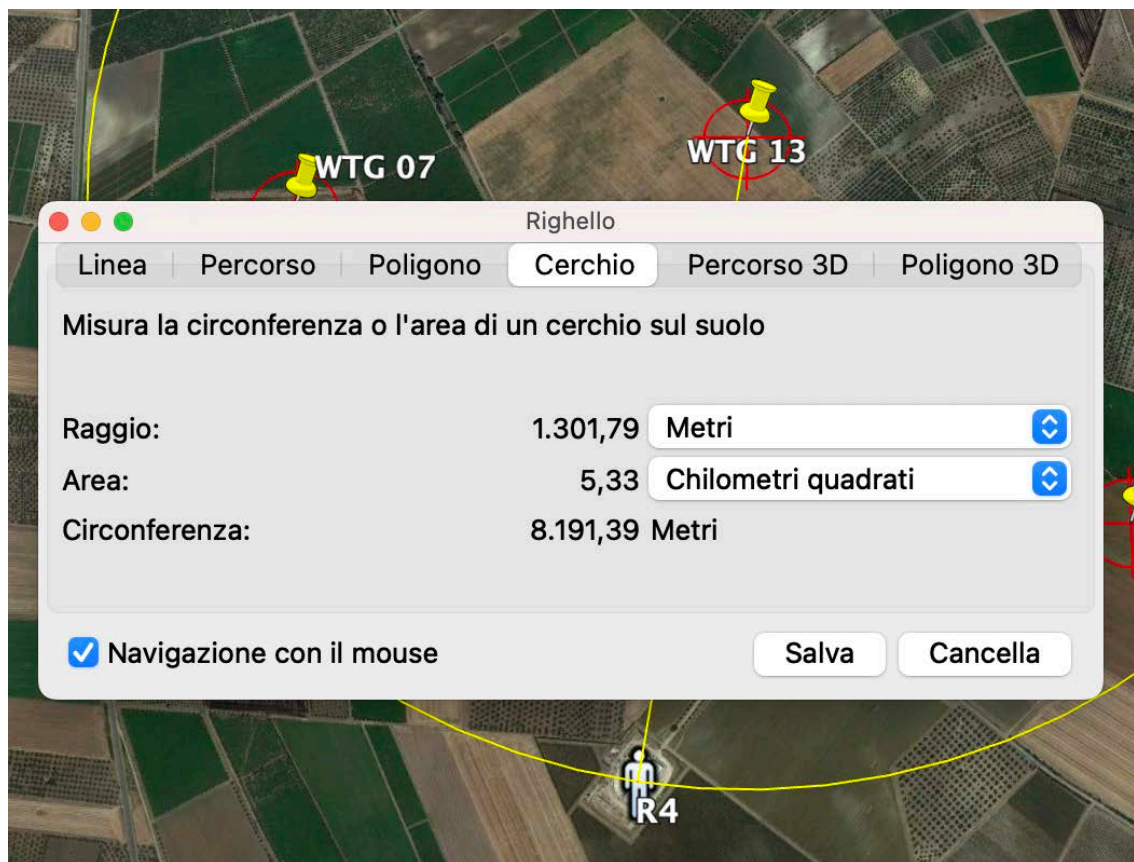 WTG 13
WTG 07
Righello
Linea Percorso Poligono Cerchio Percorso 3D Poligono 3D
Misura la circonferenza o l'area di un cerchio sul suolo
Raggio: 1.301,79 Metri
Area: 5,33 Chilometri quadrati
Circonferenza: 8.191,39 Metri
Navigazione con il mouse Salva Cancella
R4